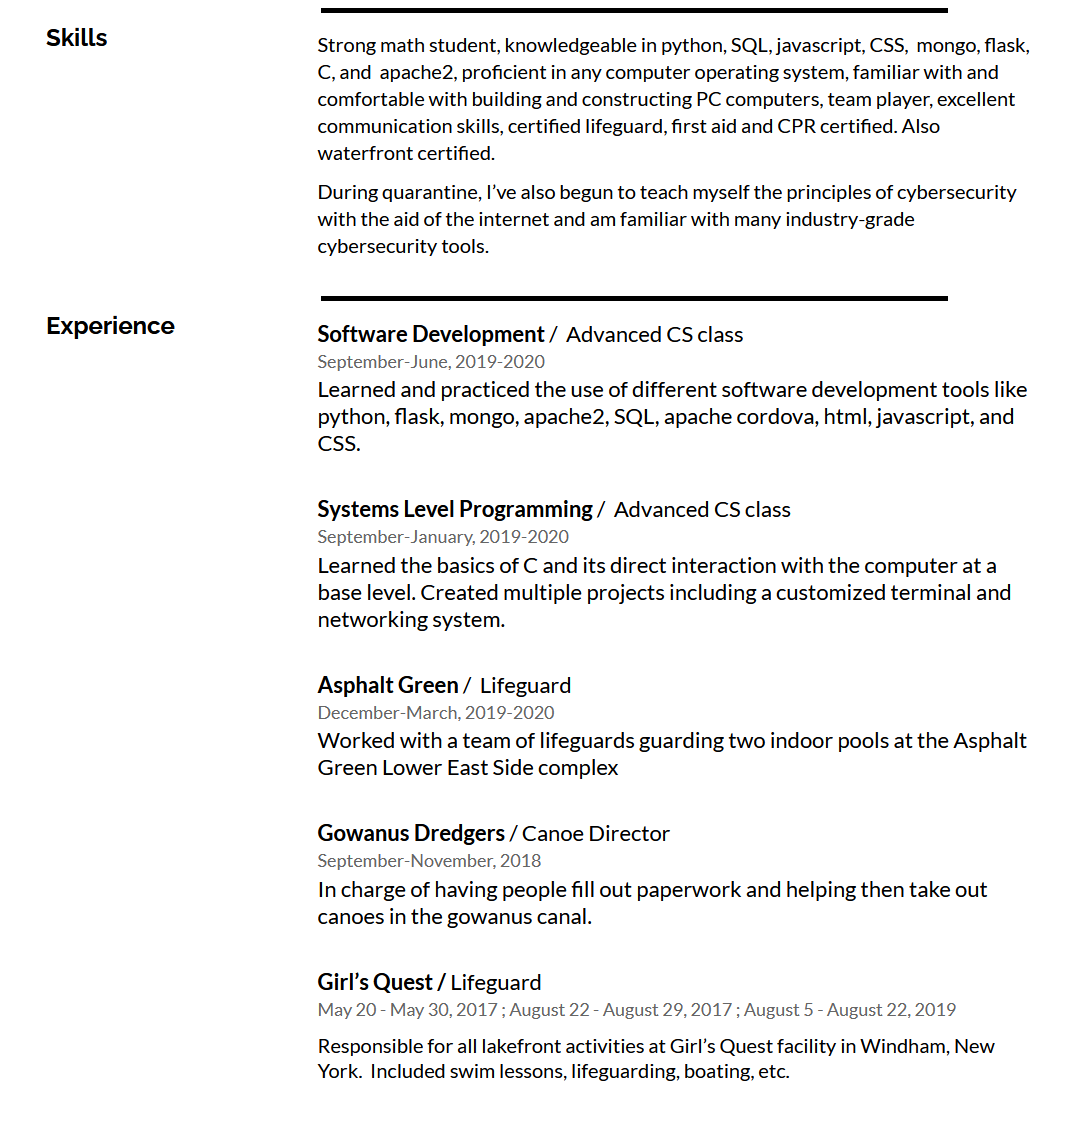 Skills
Strong math student, knowledgeable in python, SQL, javascript, CSS,  mongo, flask,
C, and  apache2, proficient in any computer operating system, familiar with and
comfortable with building and constructing PC computers, team player, excellent
communication skills, certified lifeguard, first aid and CPR certified. Also
waterfront certified.
During quarantine, I’ve also begun to teach myself the principles of cybersecurity
with the aid of the internet and am familiar with many industry-grade
cybersecurity tools.
Experience
Software Development /  Advanced CS class
September-June, 2019-2020
Learned and practiced the use of different software development tools like
python, flask, mongo, apache2, SQL, apache cordova, html, javascript, and
CSS.
Systems Level Programming /  Advanced CS class
September-January, 2019-2020
Learned the basics of C and its direct interaction with the computer at a
base level. Created multiple projects including a customized terminal and
networking system.
Asphalt Green /  Lifeguard
December-March, 2019-2020
Worked with a team of lifeguards guarding two indoor pools at the Asphalt
Green Lower East Side complex
Gowanus Dredgers / Canoe Director
September-November, 2018
In charge of having people fill out paperwork and helping then take out
canoes in the gowanus canal.
Girl’s Quest / Lifeguard
May 20 - May 30, 2017 ; August 22 - August 29, 2017 ; August 5 - August 22, 2019
Responsible for all lakefront activities at Girl’s Quest facility in Windham, New
York.  Included swim lessons, lifeguarding, boating, etc.